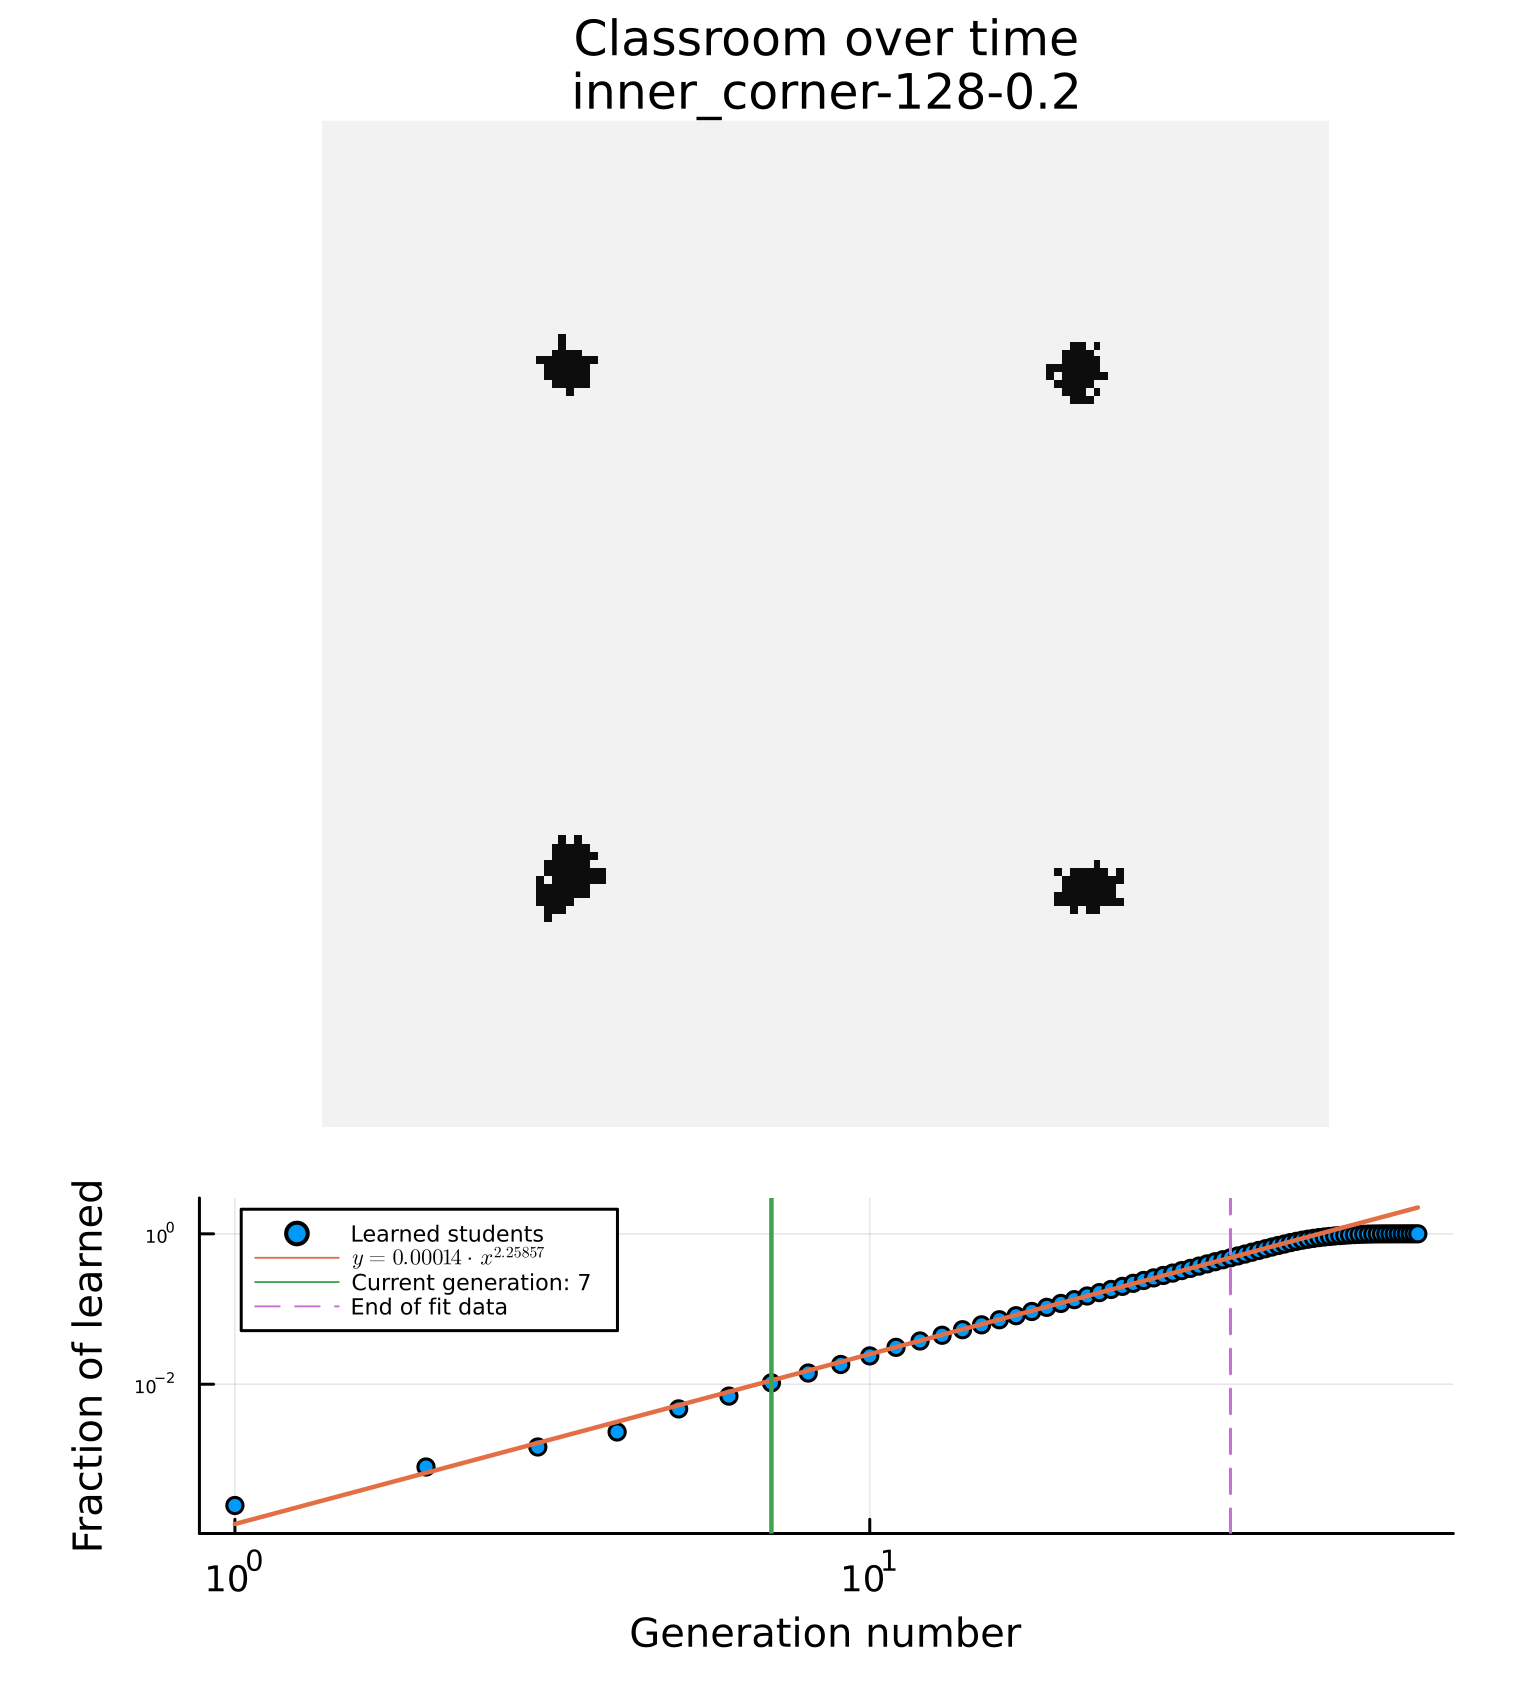 Classroom over time
inner_corner-128-0.2
Fraction of learned
10^0
10^-2
Learned students
y = 0.00014 · x^2.25857
Current generation: 7
End of fit data
10^0
10^1
Generation number